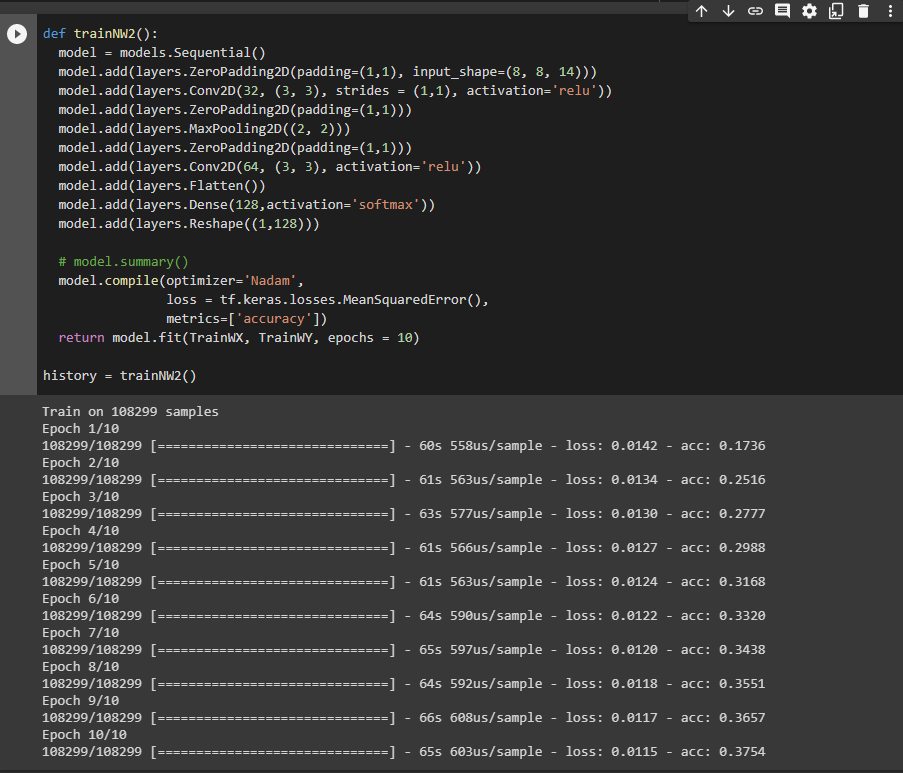 def trainNW2():
  model = models.Sequential()
  model.add(layers.ZeroPadding2D(padding=(1,1), input_shape=(8, 8, 14)))
  model.add(layers.Conv2D(32, (3, 3), strides = (1,1), activation='relu'))
  model.add(layers.ZeroPadding2D(padding=(1,1)))
  model.add(layers.MaxPooling2D((2, 2)))
  model.add(layers.ZeroPadding2D(padding=(1,1)))
  model.add(layers.Conv2D(64, (3, 3), activation='relu'))
  model.add(layers.Flatten())
  model.add(layers.Dense(128,activation='softmax'))
  model.add(layers.Reshape((1,128)))

  # model.summary()
  model.compile(optimizer='Nadam',
                loss = tf.keras.losses.MeanSquaredError(),
                metrics=['accuracy'])
  return model.fit(TrainWX, TrainWY, epochs = 10)

history = trainNW2()
Train on 108299 samples
Epoch 1/10
108299/108299 [==============================] - 60s 558us/sample - loss: 0.0142 - acc: 0.1736
Epoch 2/10
108299/108299 [==============================] - 61s 563us/sample - loss: 0.0134 - acc: 0.2516
Epoch 3/10
108299/108299 [==============================] - 63s 577us/sample - loss: 0.0130 - acc: 0.2777
Epoch 4/10
108299/108299 [==============================] - 61s 566us/sample - loss: 0.0127 - acc: 0.2988
Epoch 5/10
108299/108299 [==============================] - 61s 563us/sample - loss: 0.0124 - acc: 0.3168
Epoch 6/10
108299/108299 [==============================] - 64s 590us/sample - loss: 0.0122 - acc: 0.3320
Epoch 7/10
108299/108299 [==============================] - 65s 597us/sample - loss: 0.0120 - acc: 0.3438
Epoch 8/10
108299/108299 [==============================] - 64s 592us/sample - loss: 0.0118 - acc: 0.3551
Epoch 9/10
108299/108299 [==============================] - 66s 608us/sample - loss: 0.0117 - acc: 0.3657
Epoch 10/10
108299/108299 [==============================] - 65s 603us/sample - loss: 0.0115 - acc: 0.3754